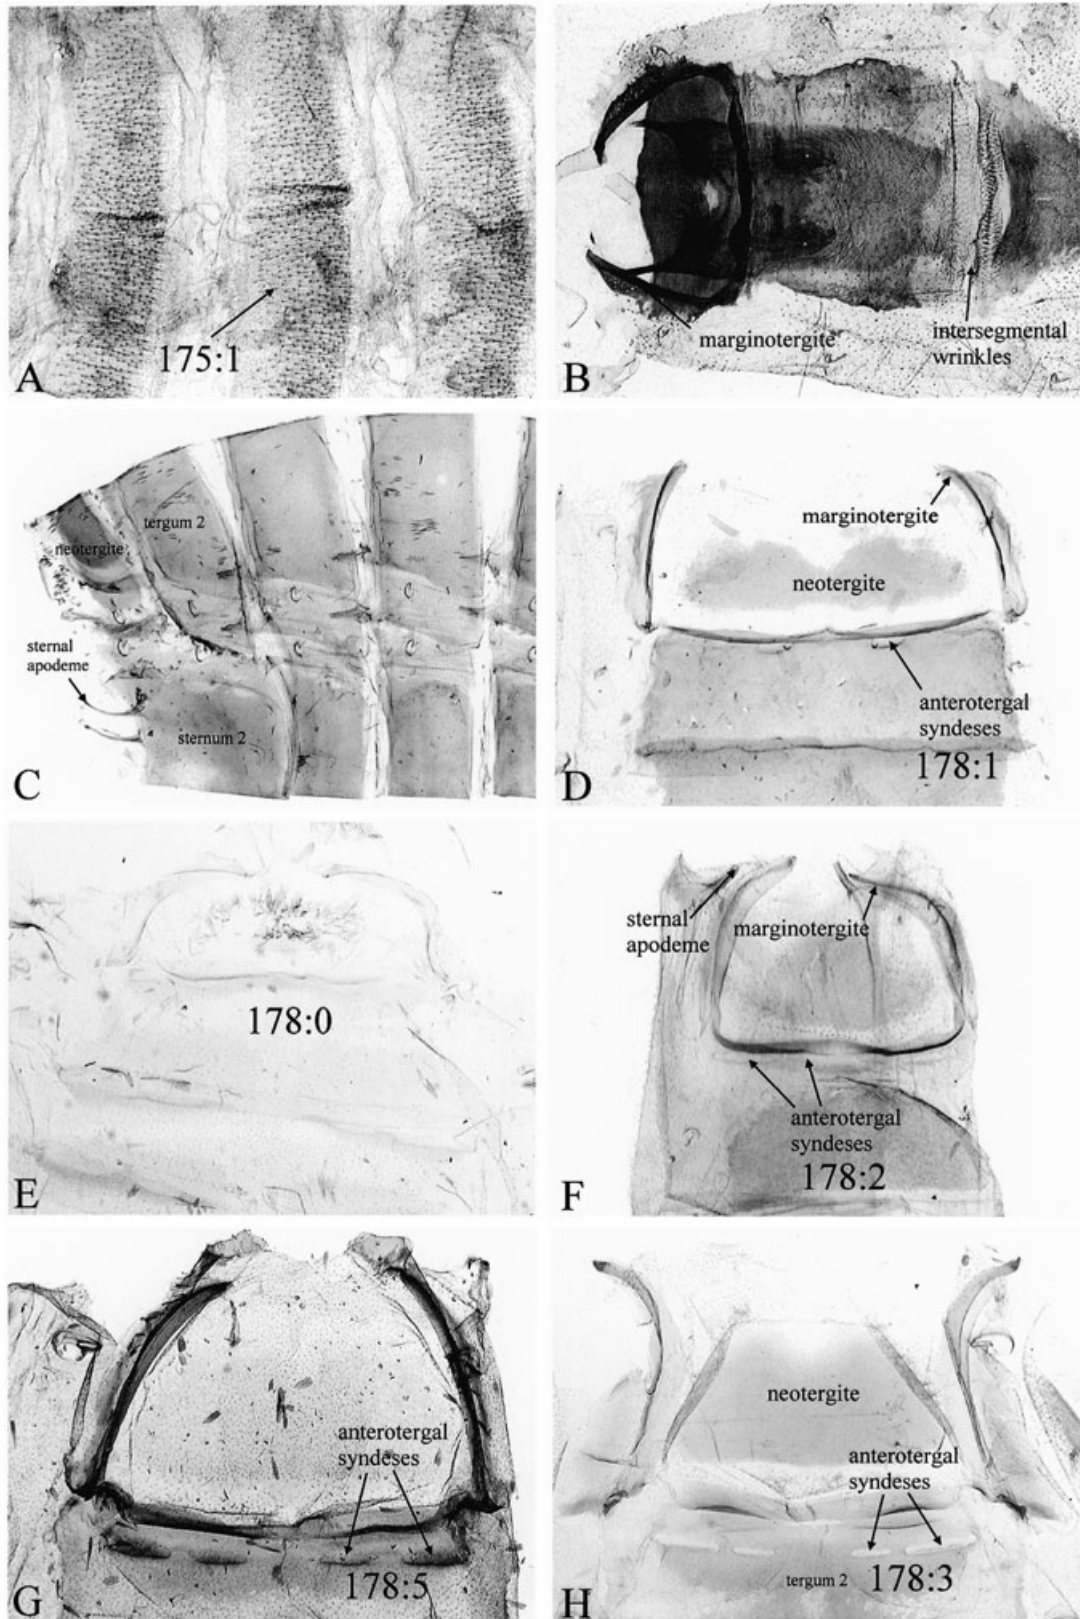 175:1
A
marginotergite
intersegmental
wrinkles
B
tergum 2
neotergite
sternal
apodeme
sternum 2
C
marginotergite
neotergite
anterotergal
syndeses
178:1
D
178:0
E
sternal
apodeme
marginotergite
anterotergal
syndeses
178:2
F
anterotergal
syndeses
178:5
G
neotergite
anterotergal
syndeses
tergum 2
178:3
H